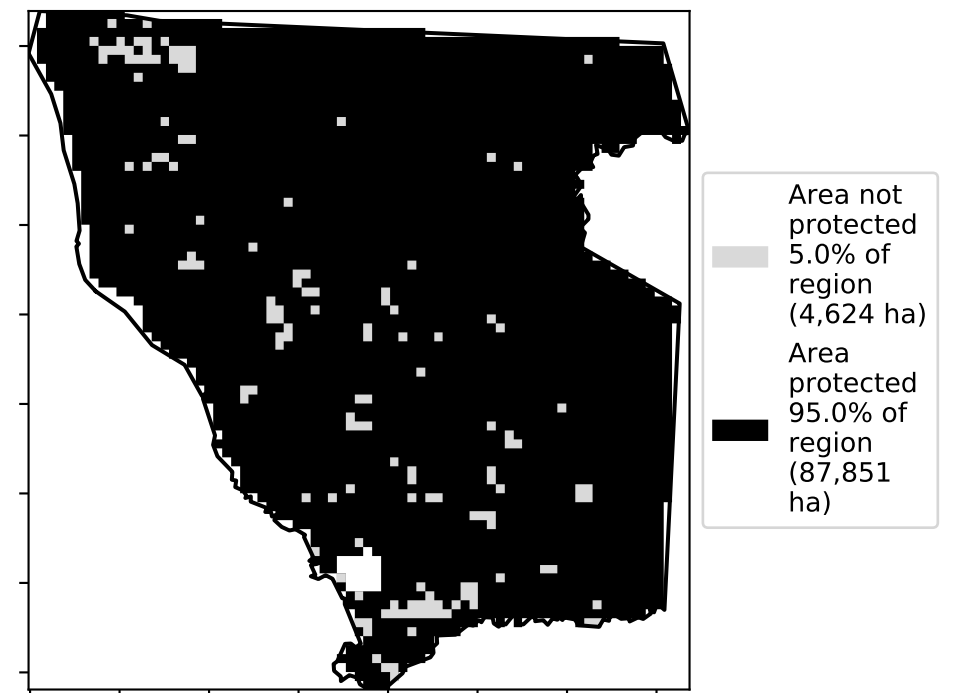 Area not
protected
5.0% of
region
(4,624 ha)
Area
protected
95.0% of
region
(87,851
ha)